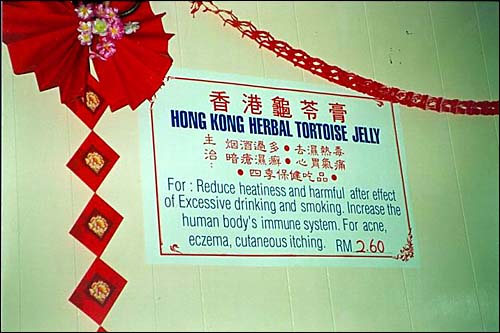 香港龜苓膏
HONG KONG HERBAL TORTOISE JELLY
主 烟酒過多•去濕熱毒
治: 暗瘡濕癬•心胃氣痛
•四季保健吃品•
For : Reduce heatiness and harmful after effect
of Excessive drinking and smoking. Increase the
human body's immune system. For acne,
eczema, cutaneous itching. RM 2.60